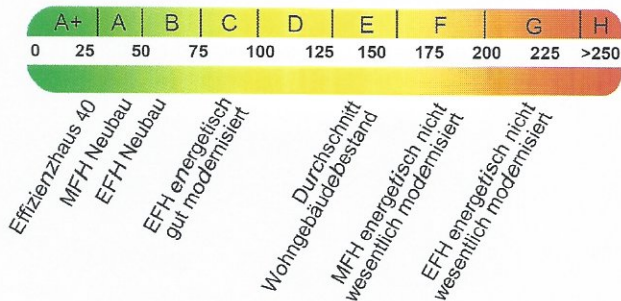 A+ A B C D E F G H
0 25 50 75 100 125 150 175 200 225 >250
Effizienzhaus 40
MFH Neubau
EFH Neubau
EFH energetisch
gut modernisiert
Durchschnitt
Wohngebäudebestand
MFH energetisch nicht
wesentlich modernisiert
EFH energetisch nicht
wesentlich modernisiert